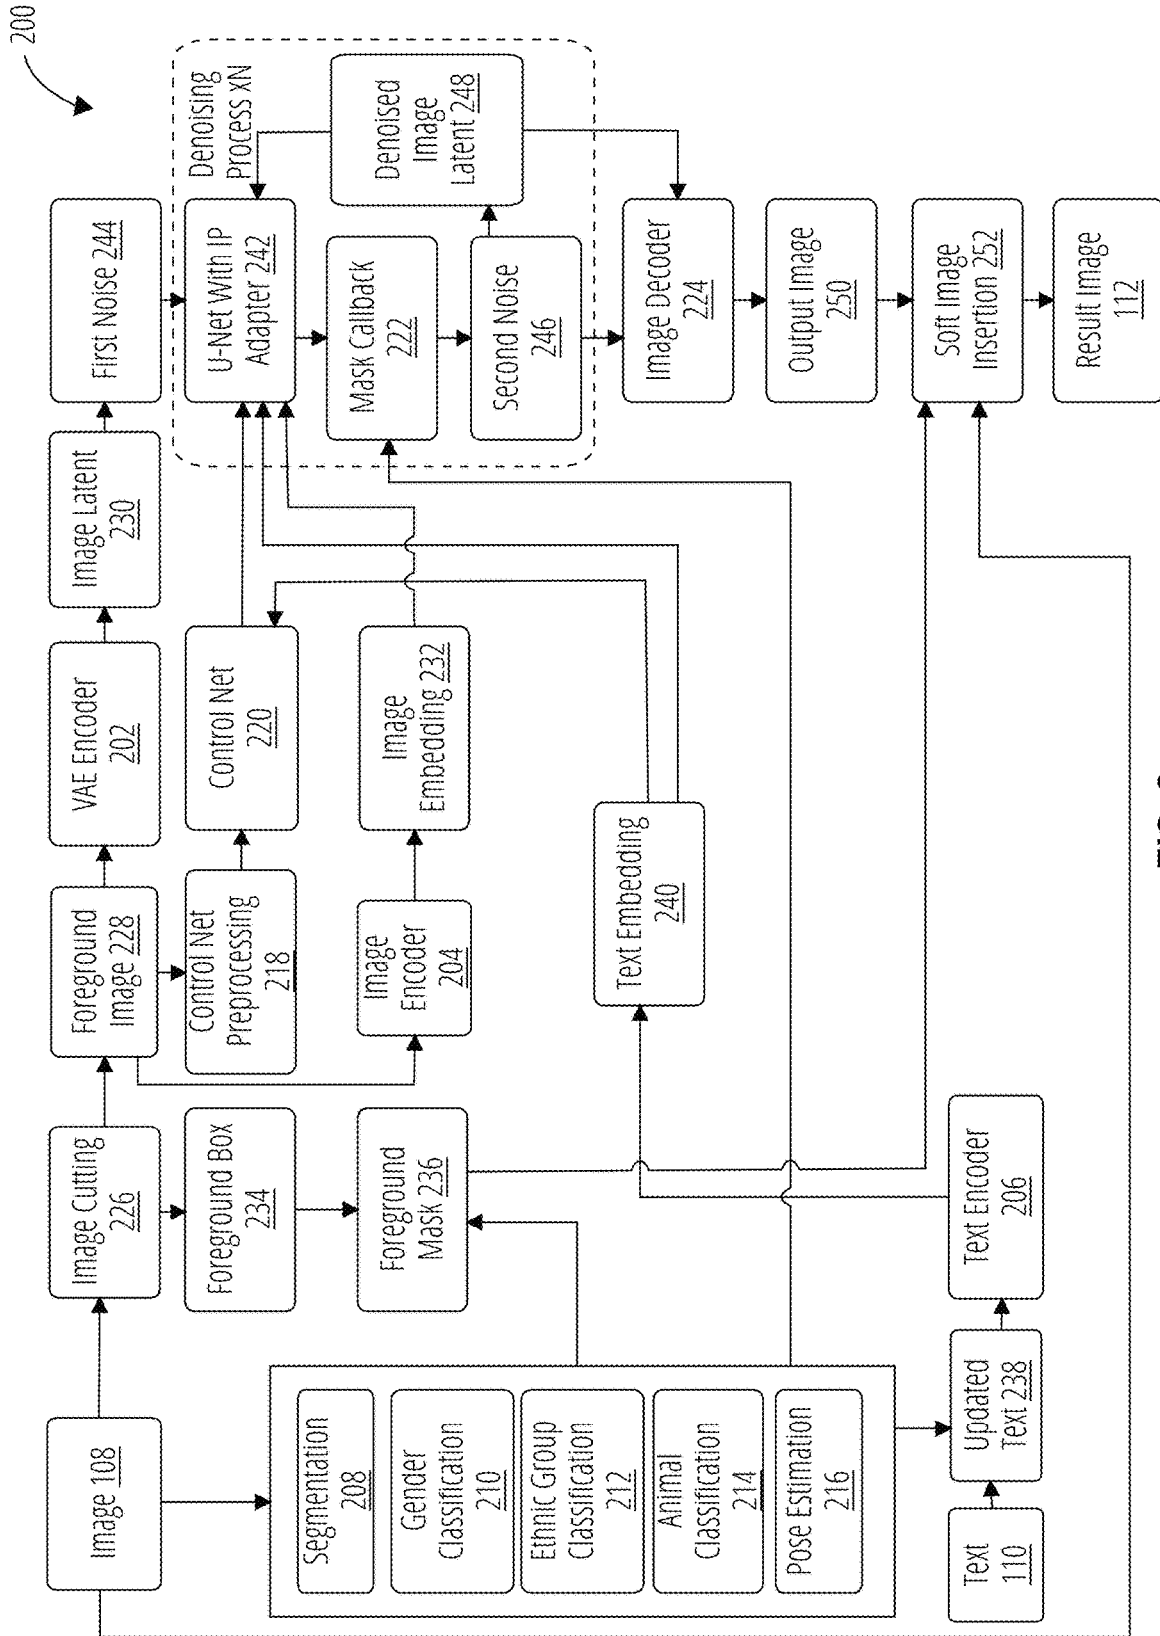 200
Image 108
Image Cutting
226
Foreground
Image 228
VAE Encoder
202
Image Latent
230
First Noise 244
Foreground Box
234
Control Net
Preprocessing
218
Control Net
220
U-Net With IP
Adapter 242
Denoising
Process xN
Segmentation
208
Gender
Classification
210
Ethnic Group
Classification
212
Animal
Classification
214
Pose Estimation
216
Foreground
Mask 236
Image
Encoder
204
Image
Embedding 232
Mask Callback
222
Denoised
Image
Latent 248
Second Noise
246
Text Embedding
240
Image Decoder
224
Output Image
250
Text
110
Updated
Text 238
Text Encoder
206
Soft Image
Insertion 252
Result Image
112